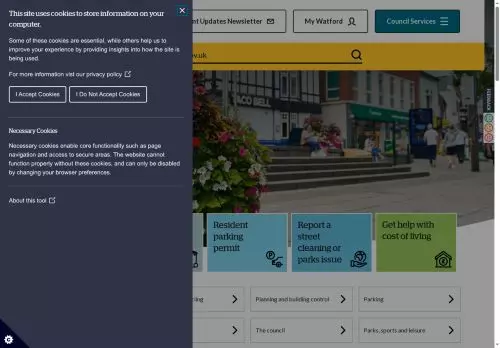 This site uses cookies to store information on your
computer.
Some of these cookies are essential, while others help us to
improve your experience by providing insights into how the site is
being used.
For more information visit our privacy policy
I Accept Cookies
I Do Not Accept Cookies
Necessary Cookies
Necessary cookies enable core functionality such as page
navigation and access to secure areas. The website cannot
function properly without these cookies, and can only be disabled
by changing your browser preferences.
About this tool
Updates Newsletter
My Watford
Council Services
.uk
TACO BELL
FEEDBACK
Resident
parking
permit
Report a
street
cleaning or
parks issue
Get help with
cost of living
Planning and building control
Parking
The council
Parks, sports and leisure